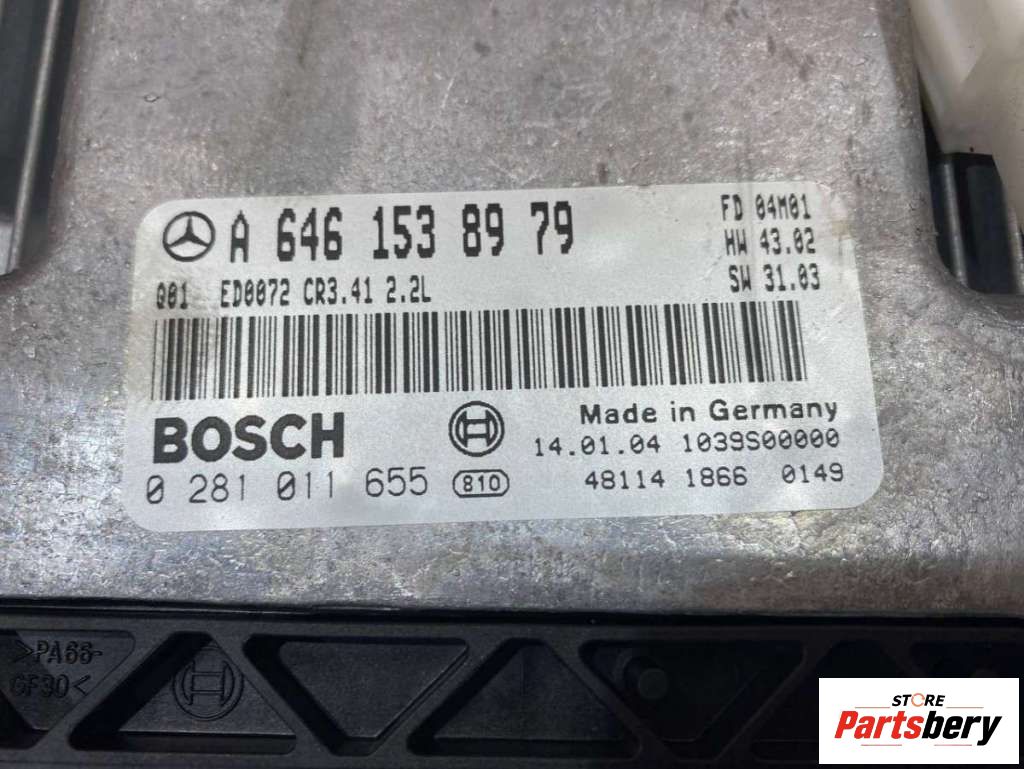 A 646 153 89 79
FD 04M01
HW 43.02
SW 31.03
Q01 ED0072 CR3.41 2.2L
BOSCH
Made in Germany
14.01.04 1039S00000
0 281 011 655 810
48114 1866 0149
>PA66-
GF30<
STORE
Partsbery